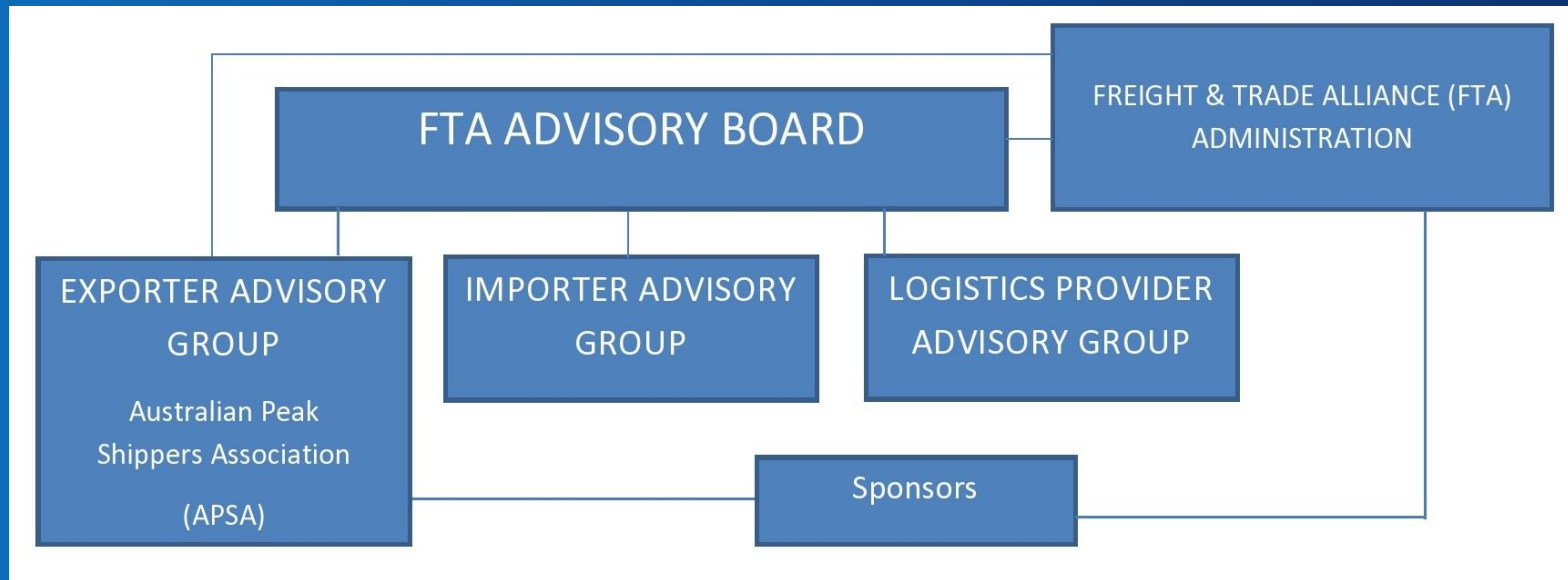 FREIGHT & TRADE ALLIANCE (FTA)
ADMINISTRATION
FTA ADVISORY BOARD
EXPORTER ADVISORY
GROUP
Australian Peak
Shippers Association
(APSA)
IMPORTER ADVISORY
GROUP
LOGISTICS PROVIDER
ADVISORY GROUP
Sponsors